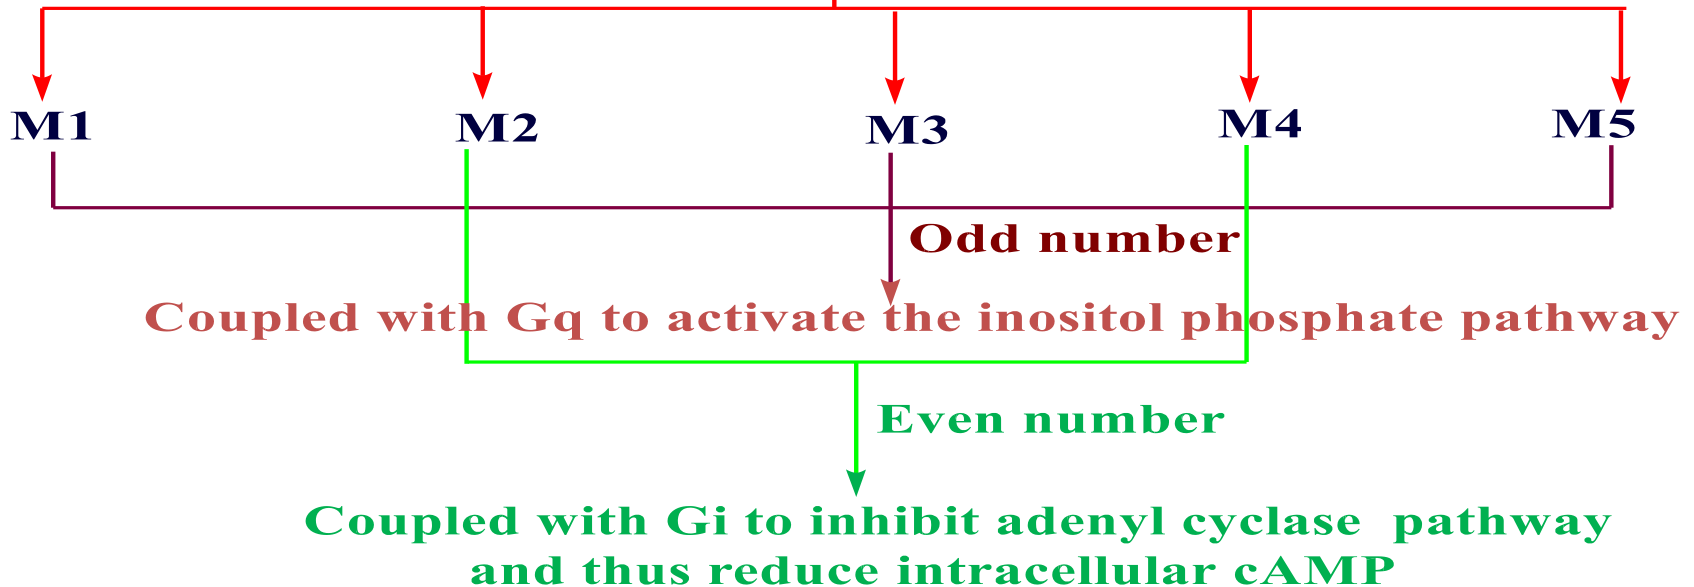 M1 M2 M3 M4 M5
Odd number
Coupled with Gq to activate the inositol phosphate pathway
Even number
Coupled with Gi to inhibit adenyl cyclase pathway
and thus reduce intracellular cAMP